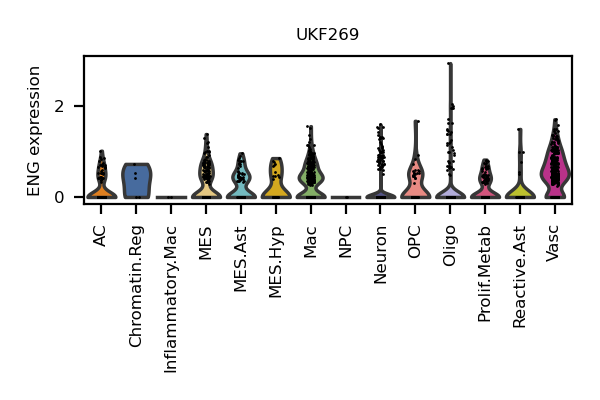 UKF269
ENG expression
2
0
AC
Chromatin.Reg
Inflammatory.Mac
MES
MES.Ast
MES.Hyp
Mac
NPC
Neuron
OPC
Oligo
Prolif.Metab
Reactive.Ast
Vasc